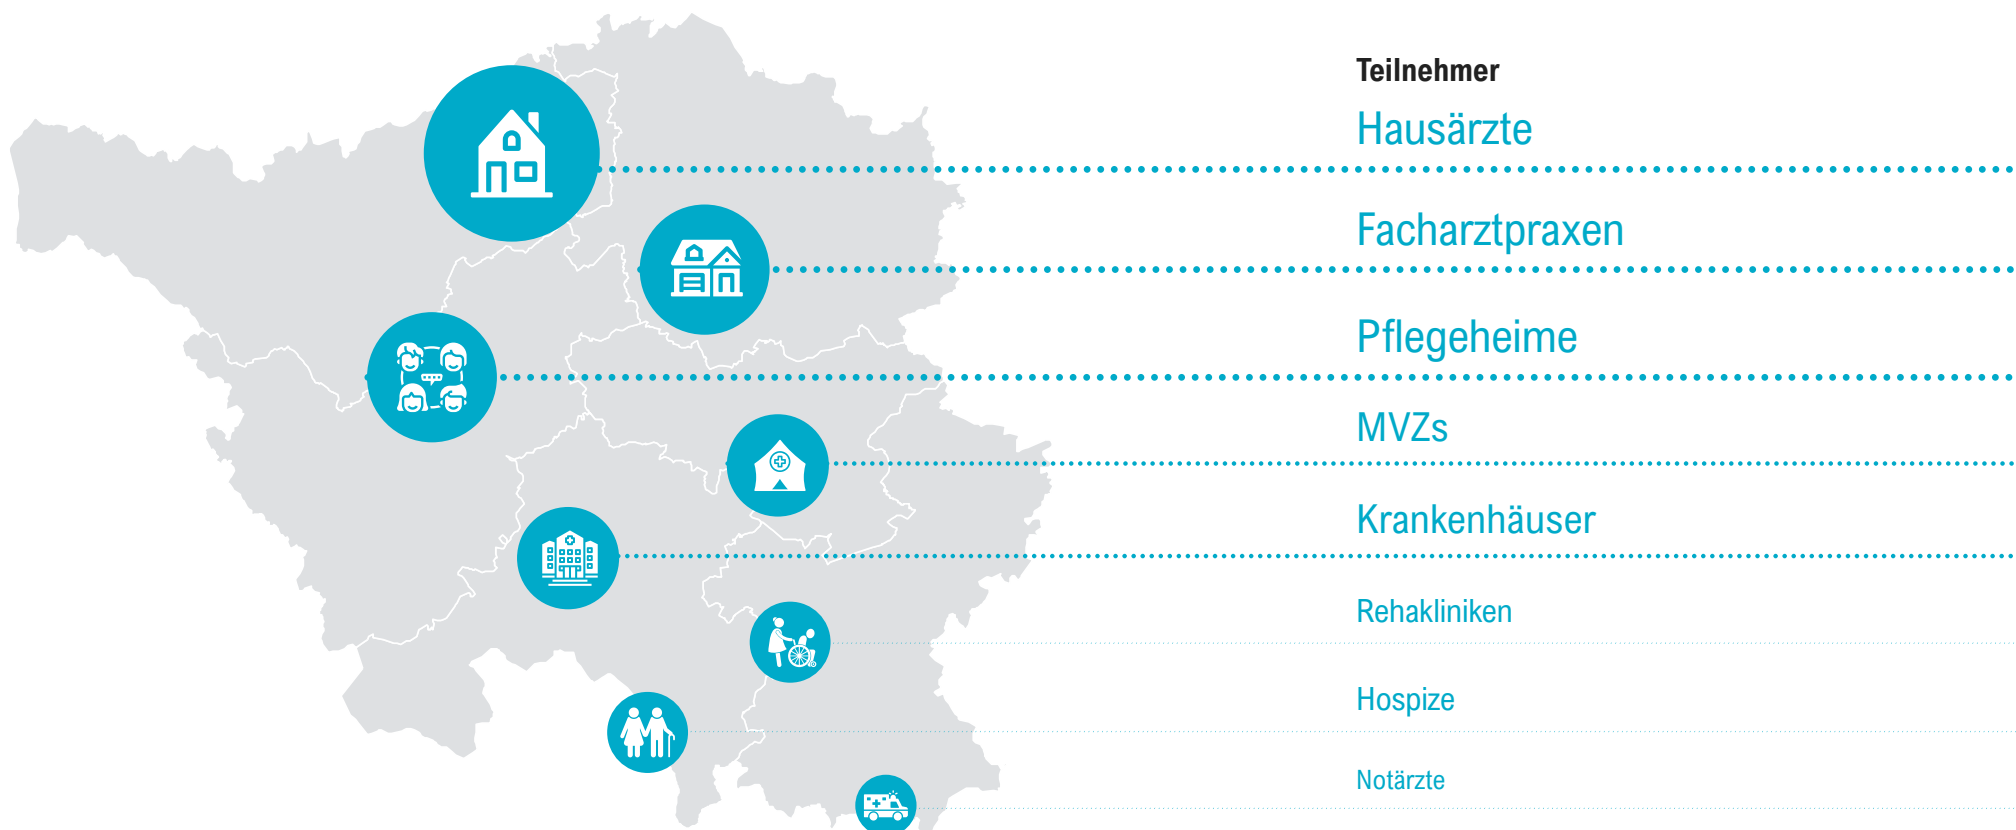 Teilnehmer
Hausärzte
Facharztpraxen
Pflegeheime
MVZs
Krankenhäuser
Rehakliniken
Hospize
Notärzte